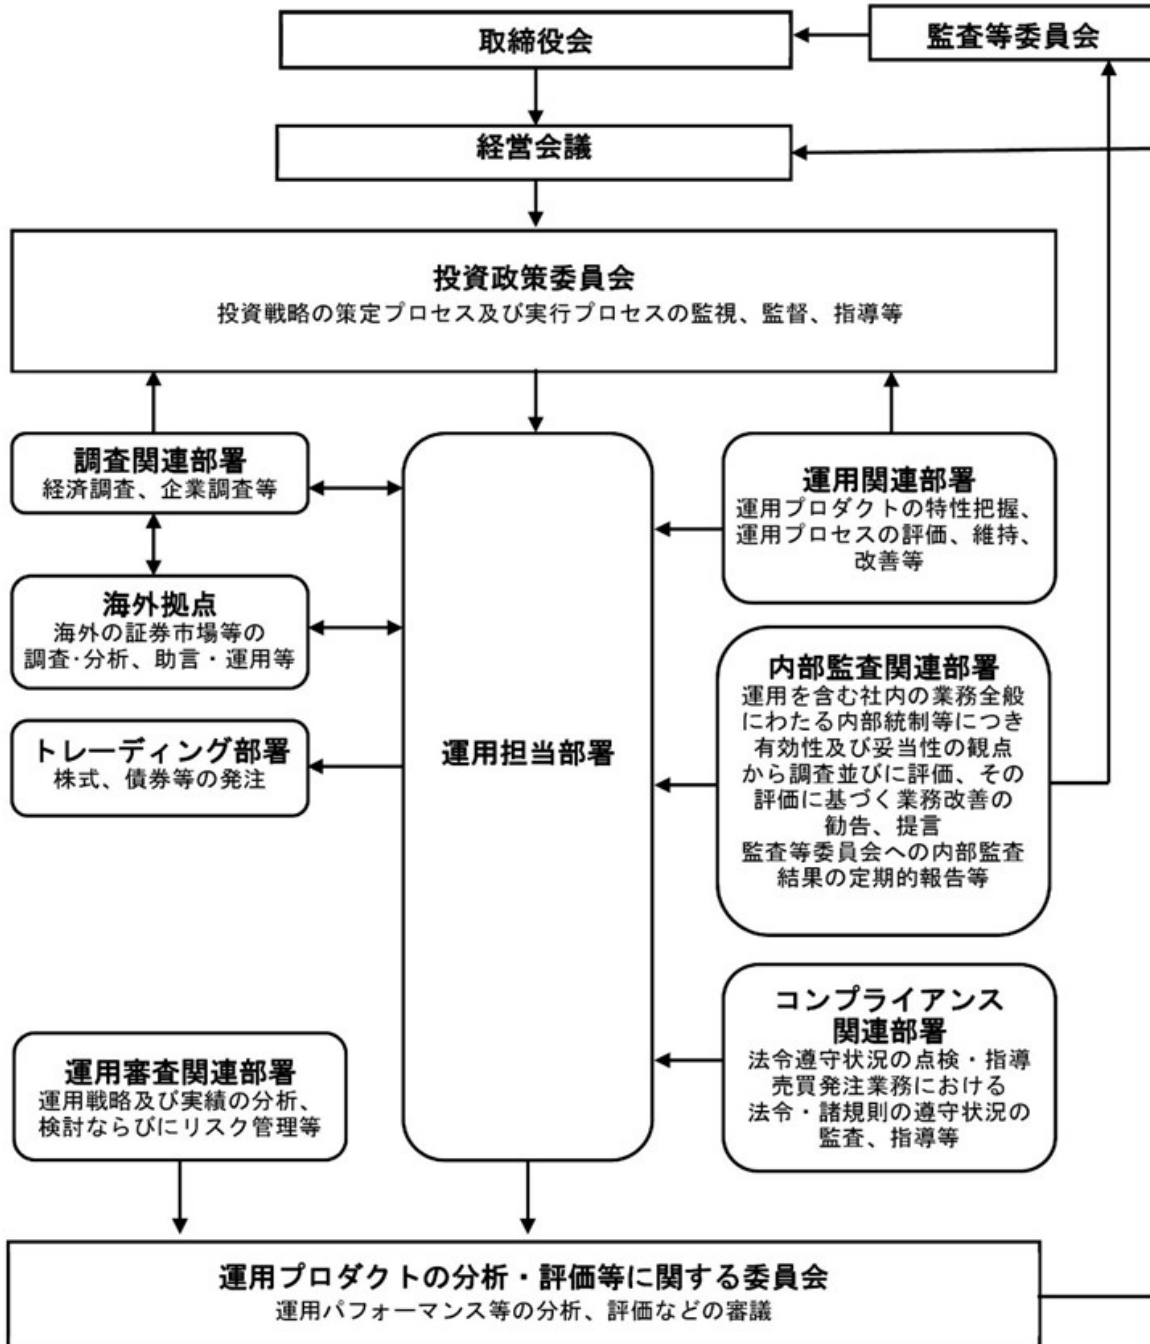 取締役会
監査等委員会
経営会議
投資政策委員会
投資戦略の策定プロセス及び実行プロセスの監視、監督、指導等
調査関連部署
経済調査、企業調査等
海外拠点
海外の証券市場等の
調査・分析、助言・運用等
トレーディング部署
株式、債券等の発注
運用担当部署
運用関連部署
運用プロダクトの特性把握、
運用プロセスの評価、維持、
改善等
内部監査関連部署
運用を含む社内の業務全般
にわたる内部統制等につき
有効性及び妥当性の観点
から調査並びに評価、その
評価に基づく業務改善の
勧告、提言
監査等委員会への内部監査
結果の定期的報告等
コンプライアンス
関連部署
法令遵守状況の点検・指導
売買発注業務における
法令・諸規則の遵守状況の
監査、指導等
運用審査関連部署
運用戦略及び実績の分析、
検討ならびにリスク管理等
運用プロダクトの分析・評価等に関する委員会
運用パフォーマンス等の分析、評価などの審議